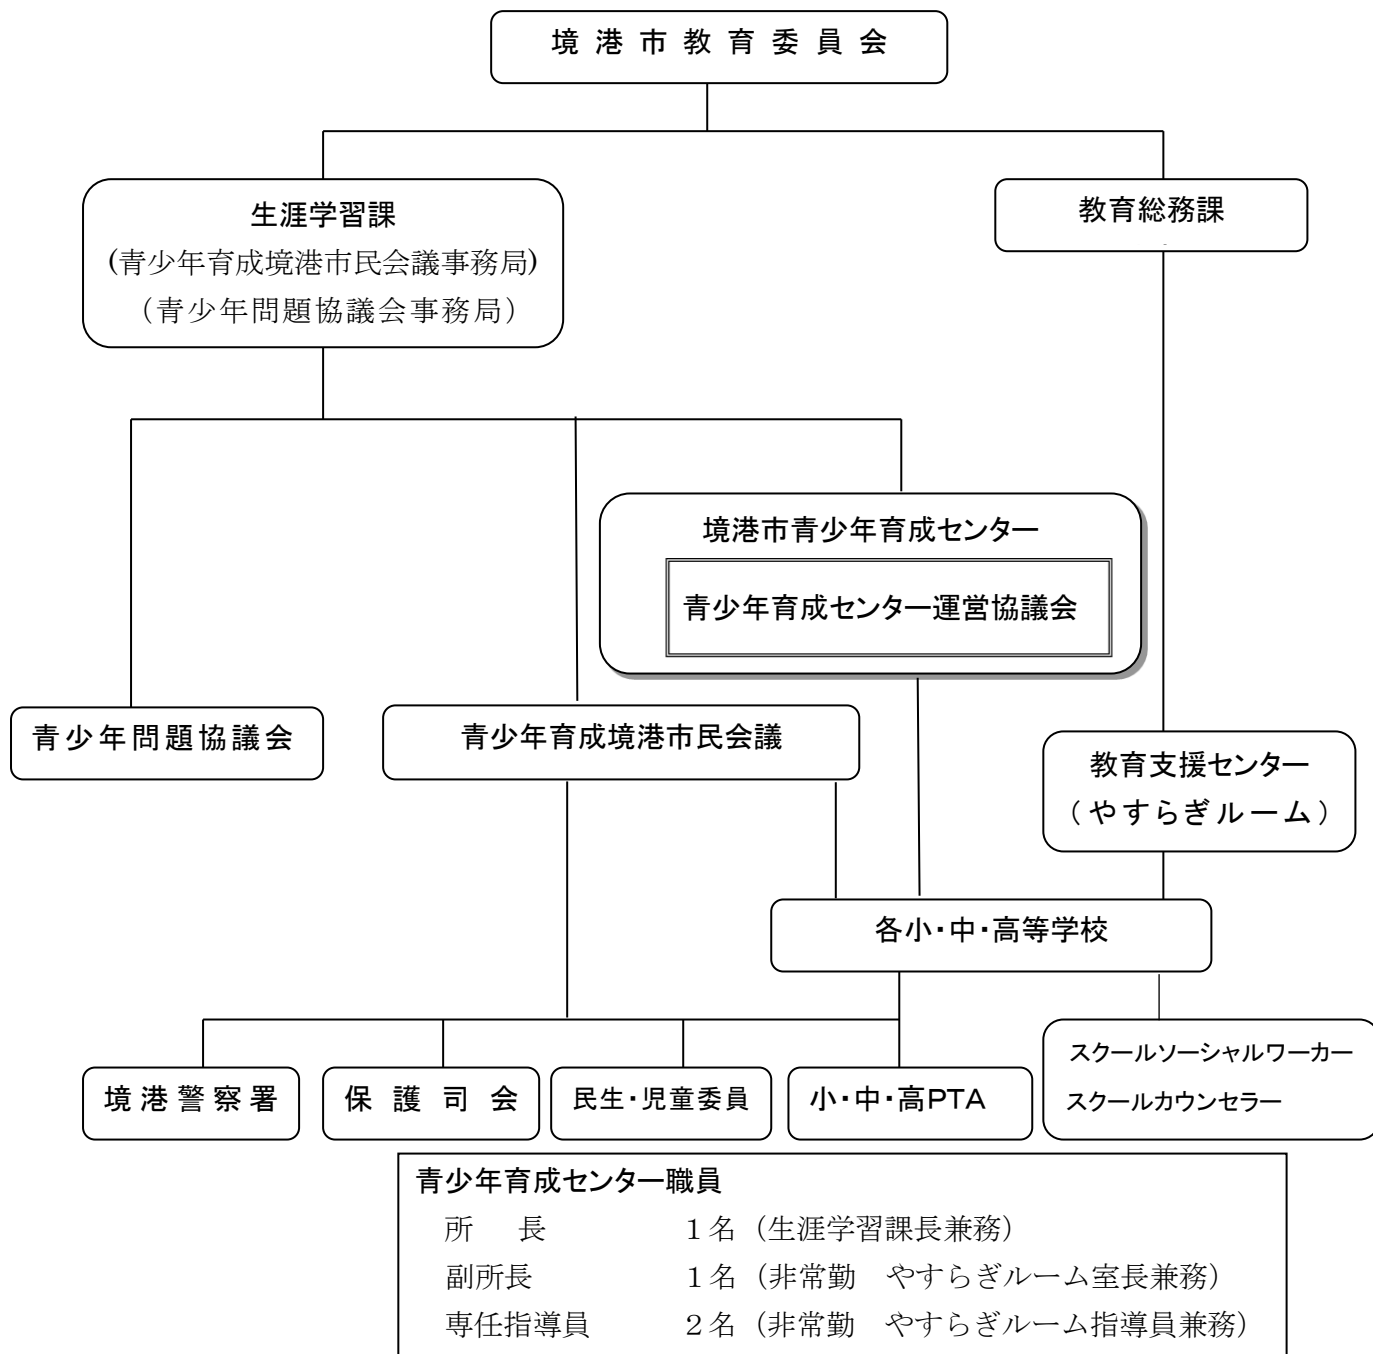 境港市教育委員会
生涯学習課
(青少年育成境港市民会議事務局)
（青少年問題協議会事務局）
教育総務課
境港市青少年育成センター
青少年育成センター運営協議会
青少年問題協議会
青少年育成境港市民会議
教育支援センター
（やすらぎルーム）
各小・中・高等学校
境港警察署
保護司会
民生・児童委員
小・中・高PTA
スクールソーシャルワーカー
スクールカウンセラー
青少年育成センター職員
所　長　１名（生涯学習課長兼務）
副所長　１名（非常勤　やすらぎルーム室長兼務）
専任指導員　２名（非常勤　やすらぎルーム指導員兼務）